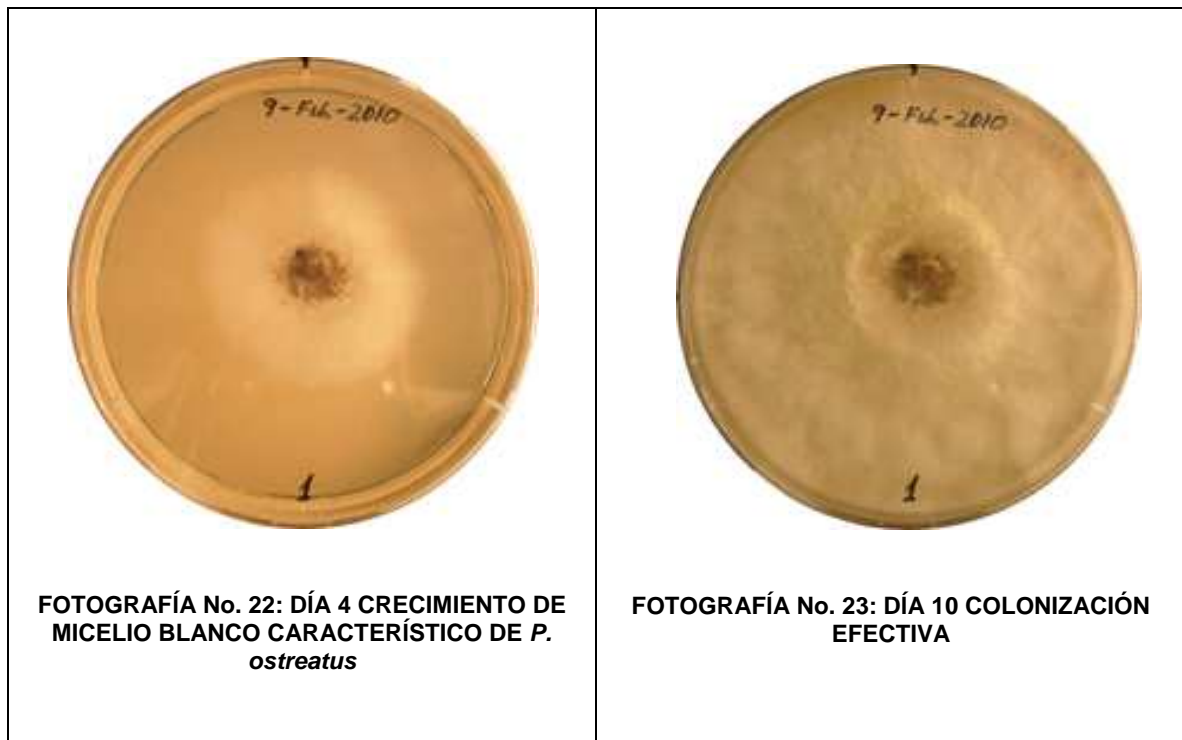 9-Feb-2010
1
FOTOGRAFÍA No. 22: DÍA 4 CRECIMIENTO DE
MICELIO BLANCO CARACTERÍSTICO DE P.
ostreatus
9-Feb-2010
1
FOTOGRAFÍA No. 23: DÍA 10 COLONIZACIÓN
EFECTIVA